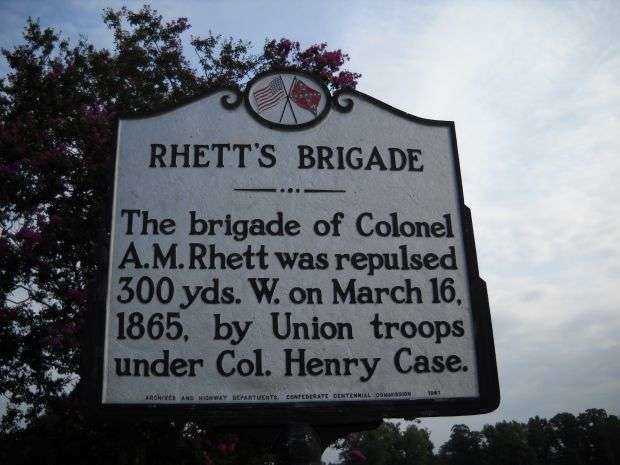 RHETT'S BRIGADE
The brigade of Colonel
A.M. Rhett was repulsed
300 yds. W. on March 16,
1865, by Union troops
under Col. Henry Case.
ARCHIVES AND HIGHWAY DEPARTMENTS, CONFEDERATE CENTENNIAL COMMISSION 1961